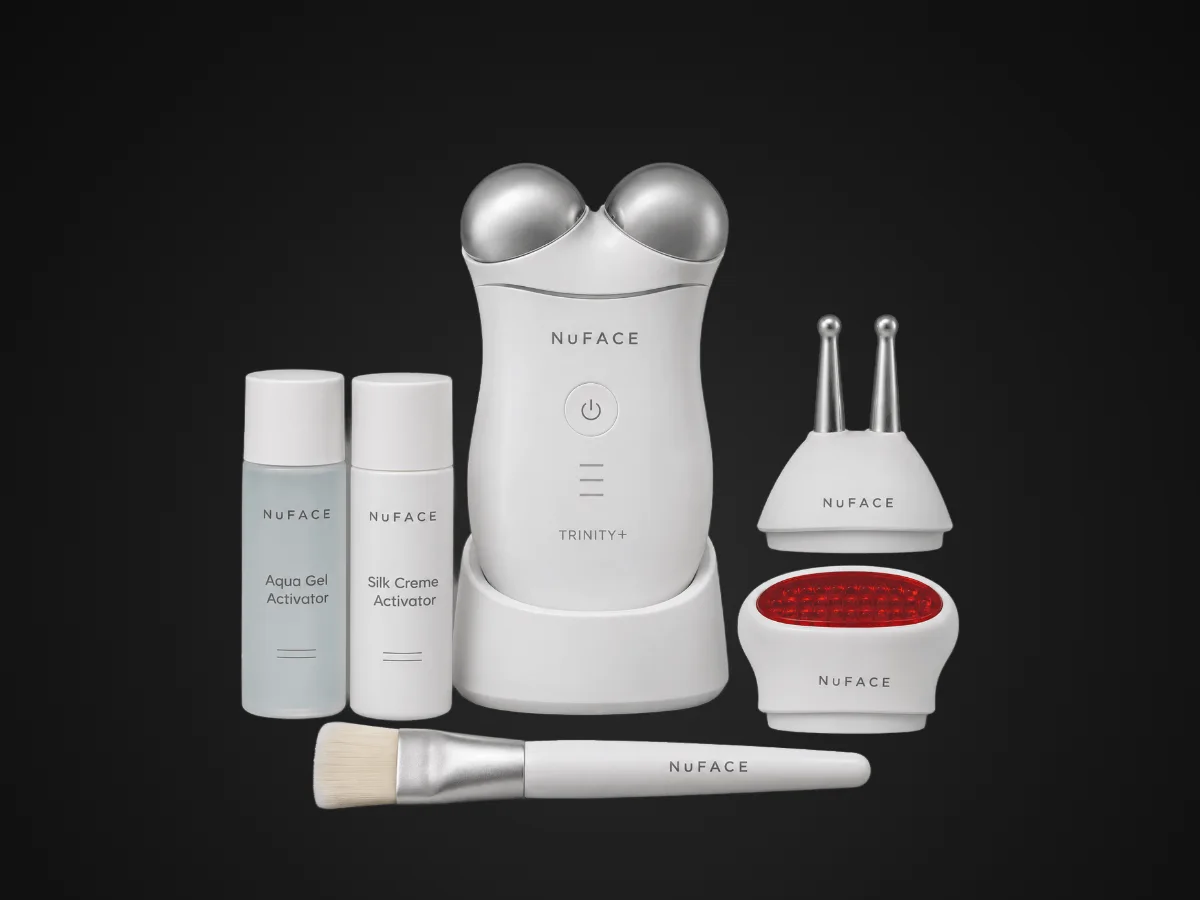 NuFACE
TRINITY+
NuFACE
Aqua Gel
Activator
NuFACE
Silk Creme
Activator
NuFACE
NuFACE
NuFACE